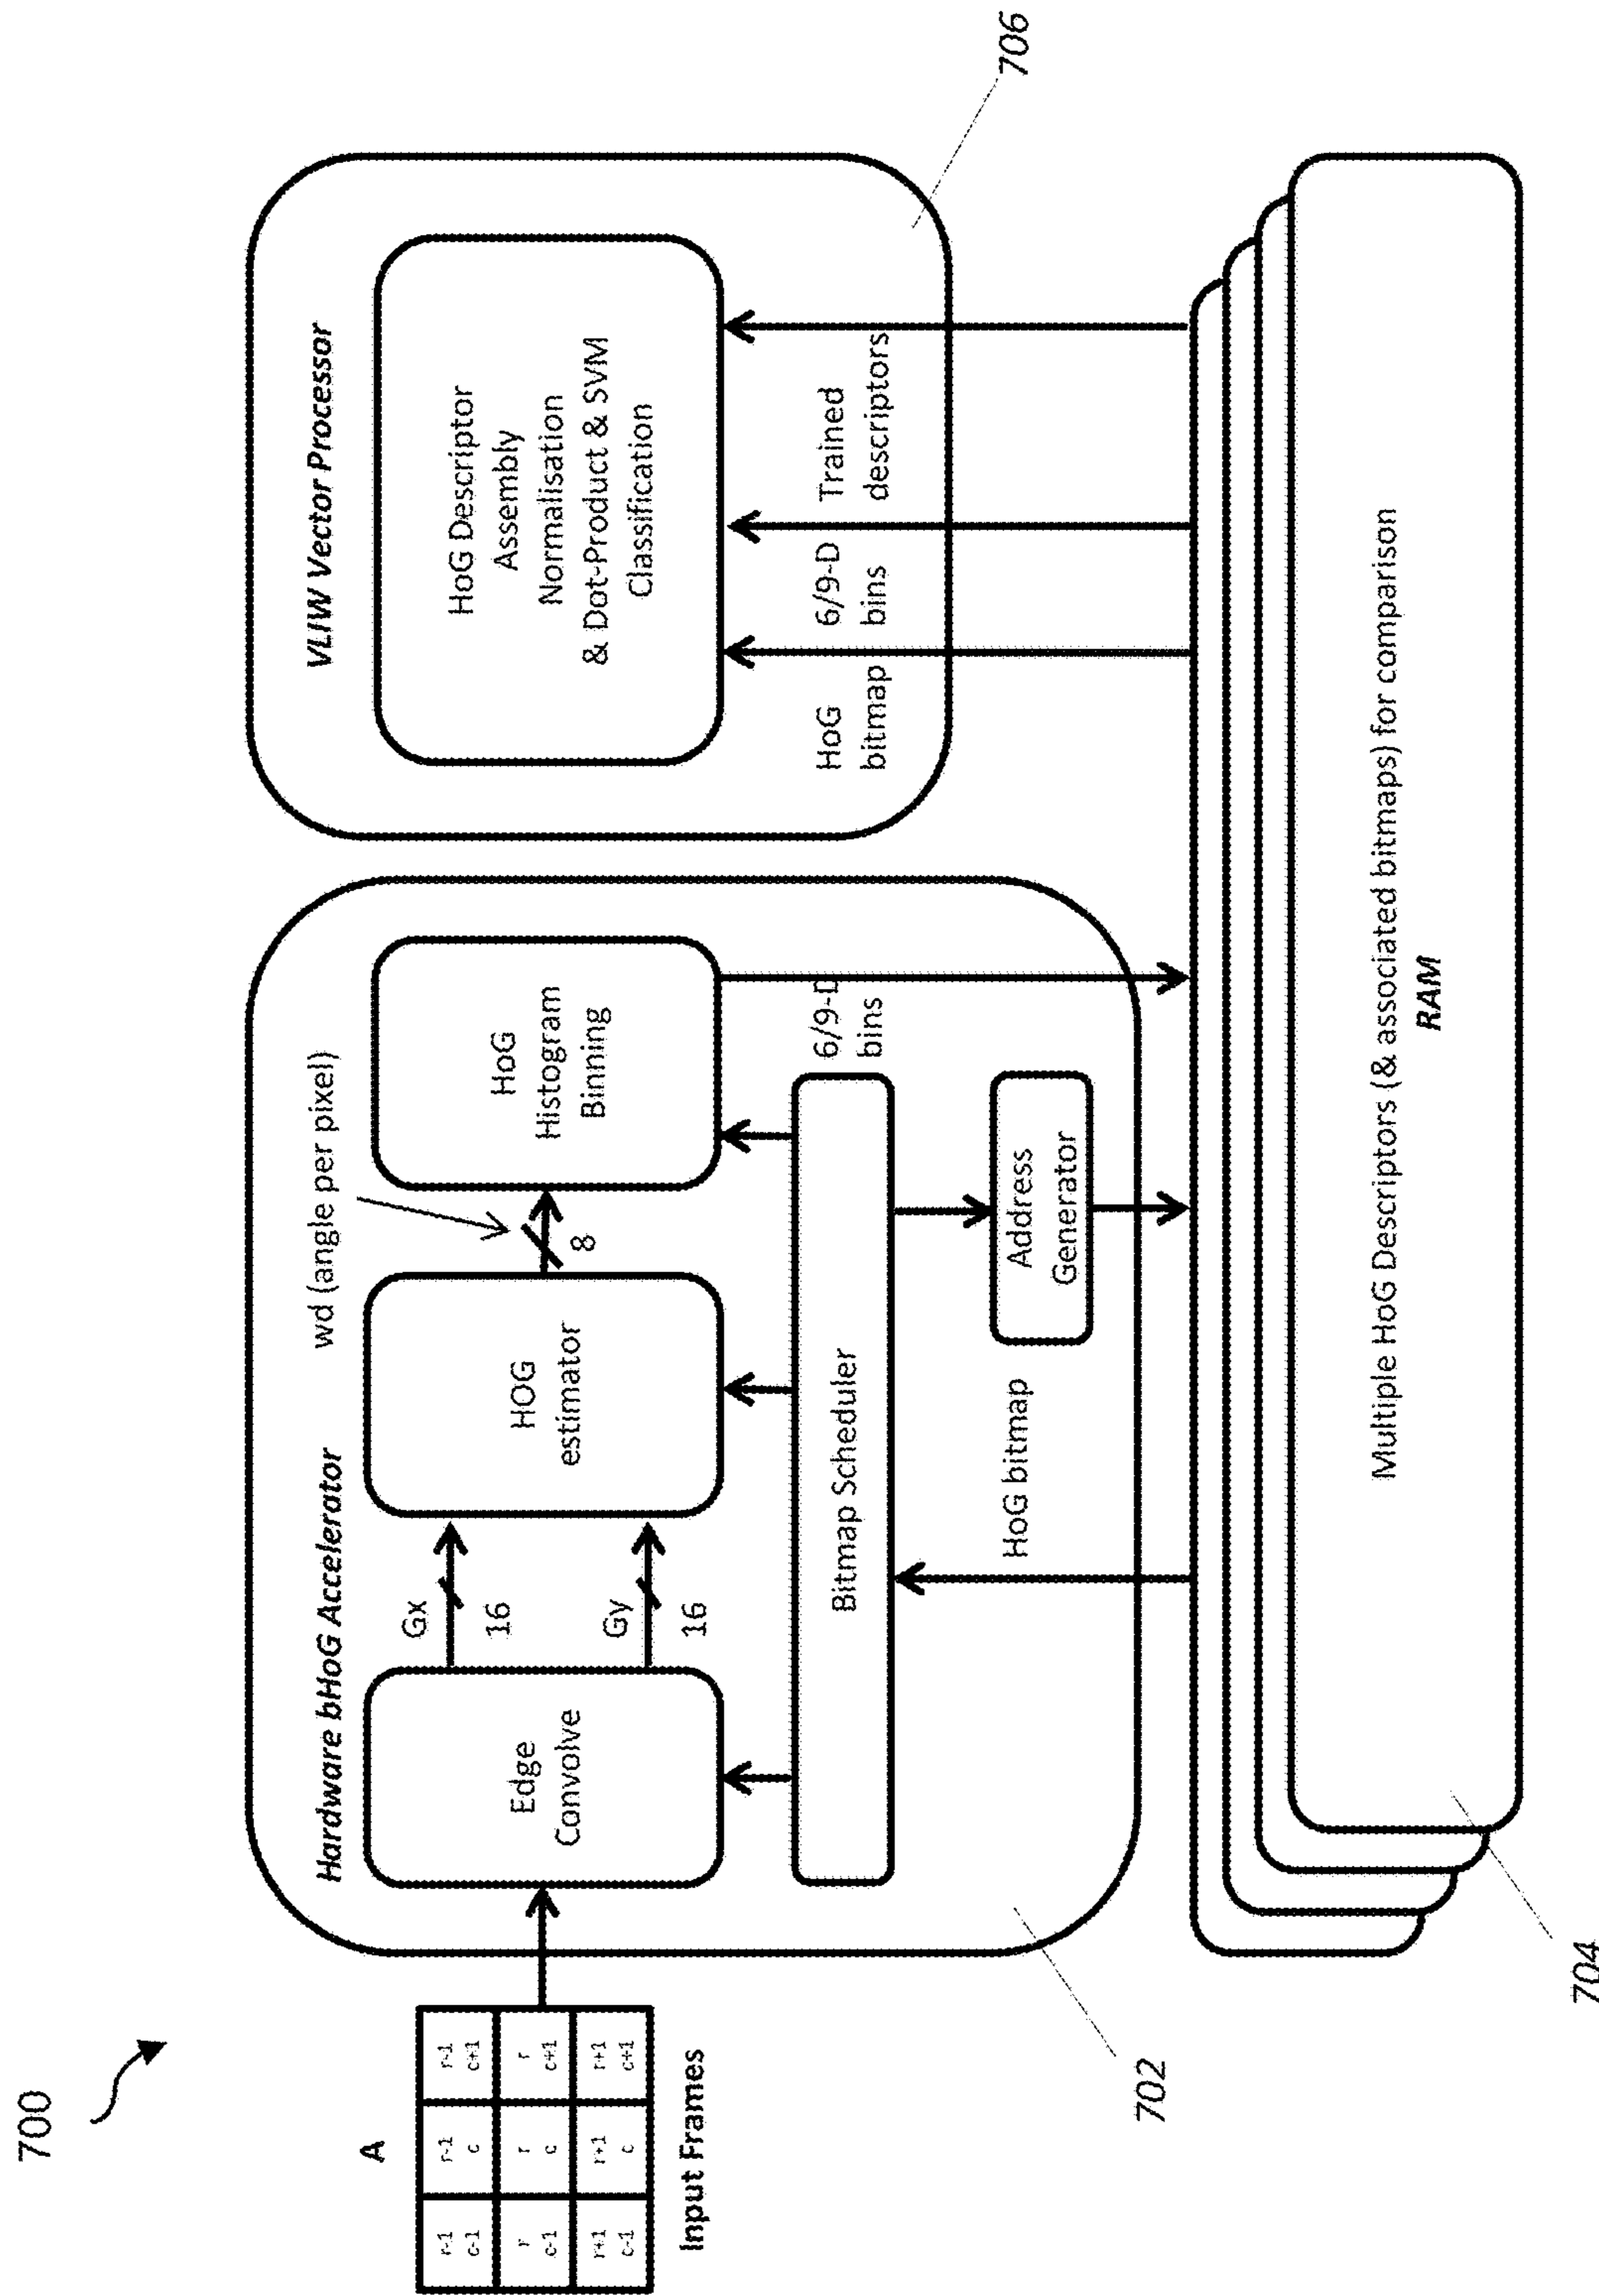 700
A
r-1
c-1
r-1
c
r-1
c+1
r
c-1
r
c
r
c+1
r+1
c-1
r+1
c
r+1
c+1
Input Frames
Hardware bHoG Accelerator
Edge
Convolve
Gx
16
Gy
16
HOG
estimator
wd (angle per pixel)
8
HoG
Histogram
Binning
Bitmap Scheduler
6/9-D
bins
HoG bitmap
Address
Generator
702
VLIW Vector Processor
HoG Descriptor
Assembly
Normalisation
& Dot-Product & SVM
Classification
HoG
bitmap
6/9-D
bins
Trained
descriptors
706
Multiple HoG Descriptors (& associated bitmaps) for comparison
RAM
704